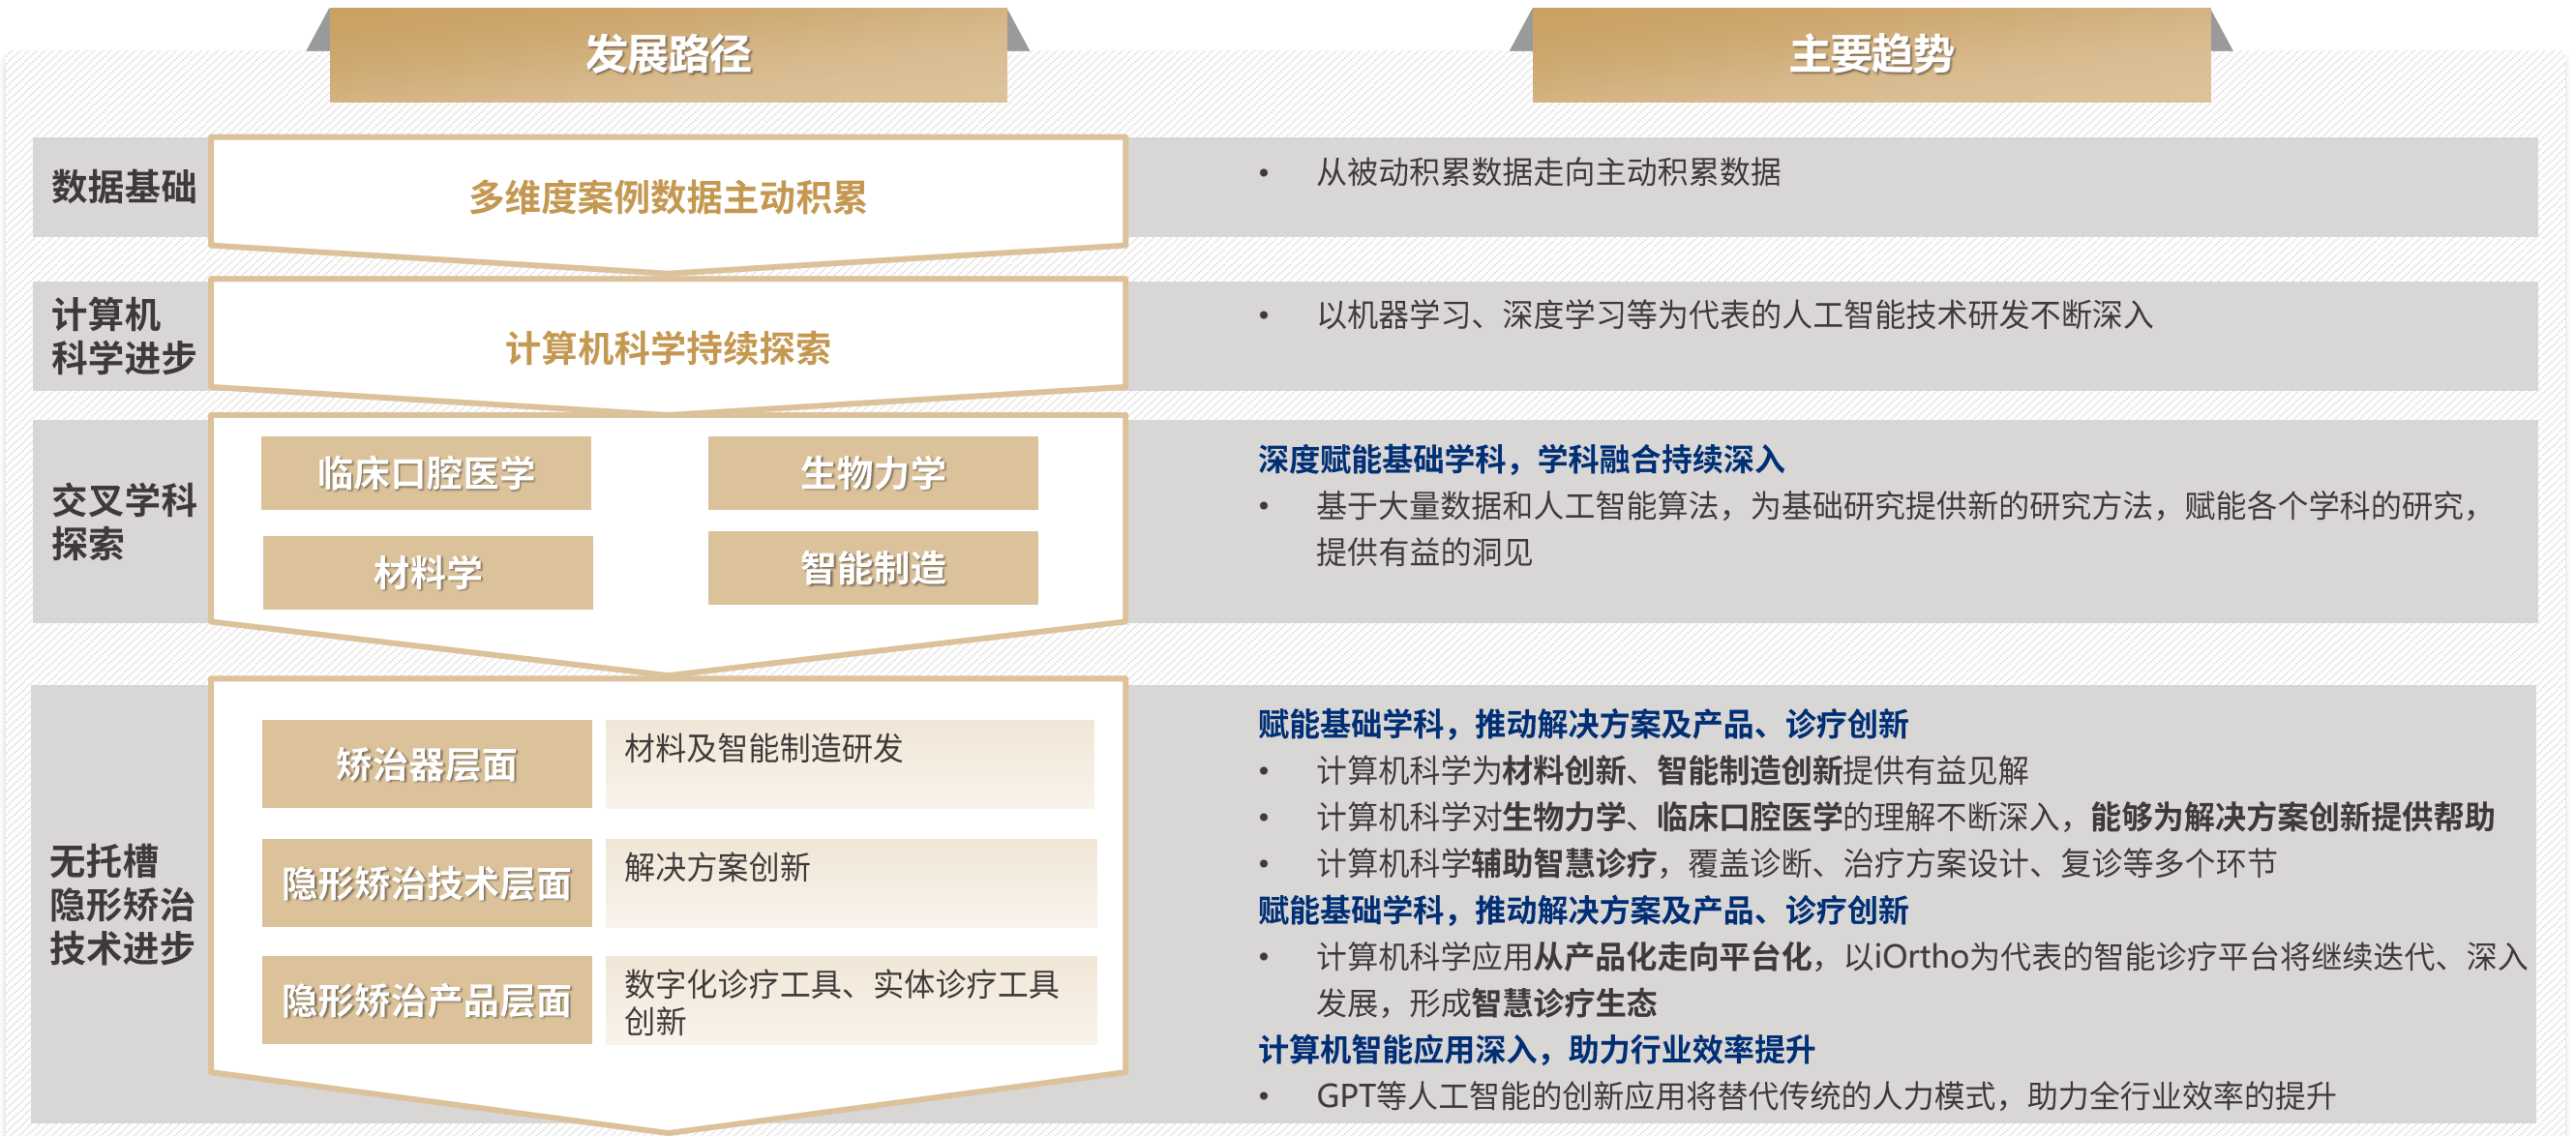 发展路径
主要趋势
数据基础
多维度案例数据主动积累
• 从被动积累数据走向主动积累数据
计算机
科学进步
计算机科学持续探索
• 以机器学习、深度学习等为代表的人工智能技术研发不断深入
交叉学科
探索
临床口腔医学
生物力学
材料学
智能制造
深度赋能基础学科，学科融合持续深入
• 基于大量数据和人工智能算法，为基础研究提供新的研究方法，赋能各个学科的研究，
提供有益的洞见
无托槽
隐形矫治
技术进步
矫治器层面
材料及智能制造研发
隐形矫治技术层面
解决方案创新
隐形矫治产品层面
数字化诊疗工具、实体诊疗工具
创新
赋能基础学科，推动解决方案及产品、诊疗创新
• 计算机科学为材料创新、智能制造创新提供有益见解
• 计算机科学对生物力学、临床口腔医学的理解不断深入，能够为解决方案创新提供帮助
• 计算机科学辅助智慧诊疗，覆盖诊断、治疗方案设计、复诊等多个环节
赋能基础学科，推动解决方案及产品、诊疗创新
• 计算机科学应用从产品化走向平台化，以iOrtho为代表的智能诊疗平台将继续迭代、深入
发展，形成智慧诊疗生态
计算机智能应用深入，助力行业效率提升
• GPT等人工智能的创新应用将替代传统的人力模式，助力全行业效率的提升